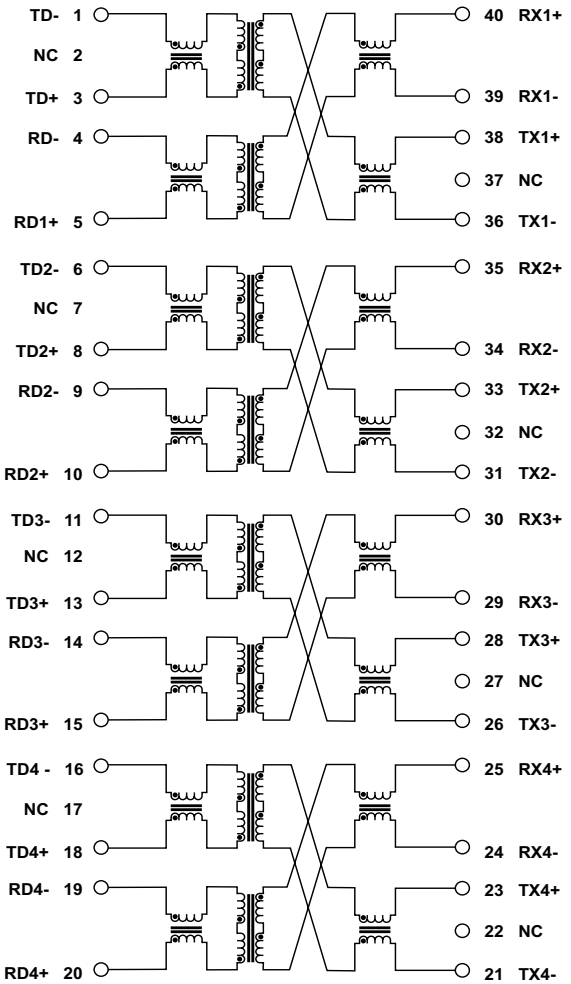 TD- 1
40 RX1+
NC 2
TD+ 3
39 RX1-
RD- 4
38 TX1+
37 NC
RD1+ 5
36 TX1-
TD2- 6
35 RX2+
NC 7
TD2+ 8
34 RX2-
RD2- 9
33 TX2+
32 NC
RD2+ 10
31 TX2-
TD3- 11
30 RX3+
NC 12
TD3+ 13
29 RX3-
RD3- 14
28 TX3+
27 NC
RD3+ 15
26 TX3-
TD4 - 16
25 RX4+
NC 17
TD4+ 18
24 RX4-
RD4- 19
23 TX4+
22 NC
RD4+ 20
21 TX4-